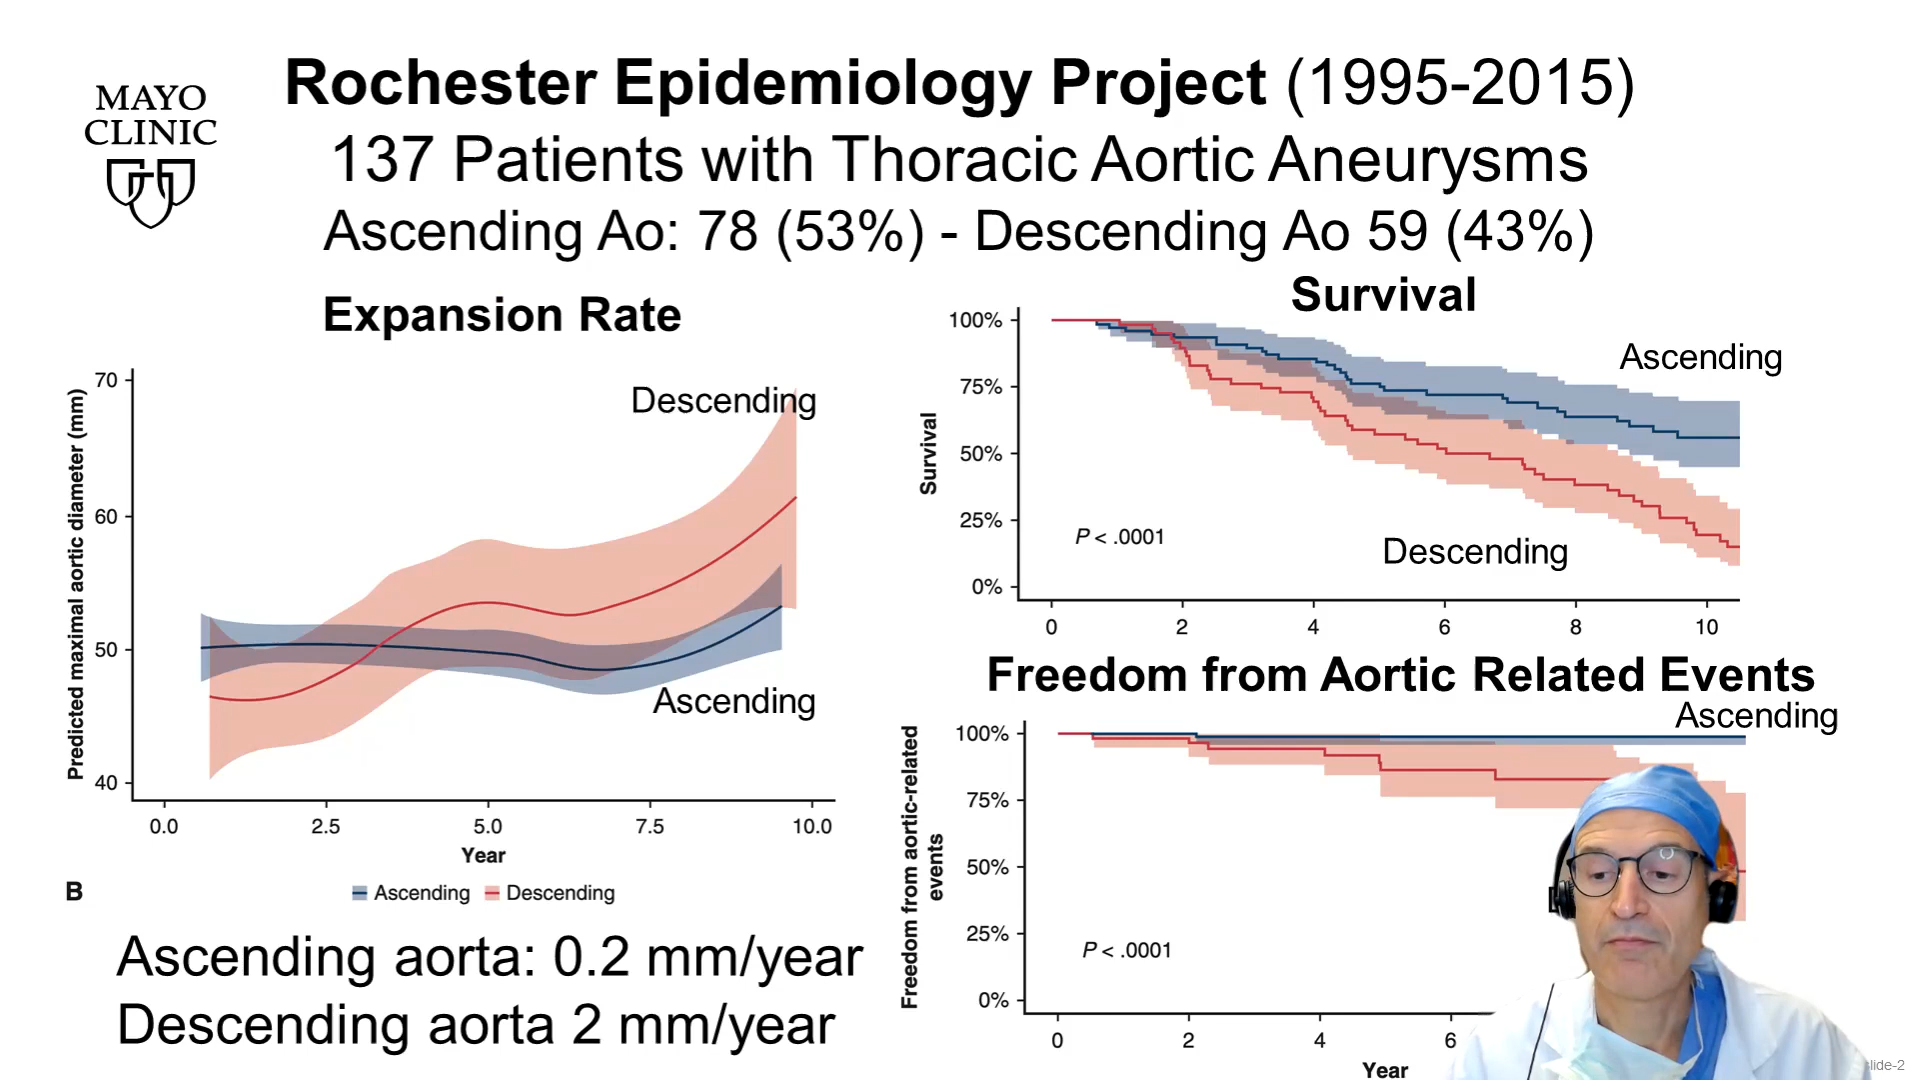 MAYO
CLINIC
Rochester Epidemiology Project (1995-2015)
137 Patients with Thoracic Aortic Aneurysms
Ascending Ao: 78 (53%) - Descending Ao 59 (43%)
Expansion Rate
Predicted maximal aortic diameter (mm)
70
60
50
40
Descending
Ascending
0.0 2.5 5.0 7.5 10.0
Year
B
Ascending Descending
Ascending aorta: 0.2 mm/year
Descending aorta 2 mm/year
Survival
Survival
100%
75%
50%
25%
0%
Ascending
P < .0001
Descending
0 2 4 6 8 10
Freedom from Aortic Related Events
Ascending
Freedom from aortic-related
events
100%
75%
50%
25%
0%
P < .0001
0 2 4 6
Year